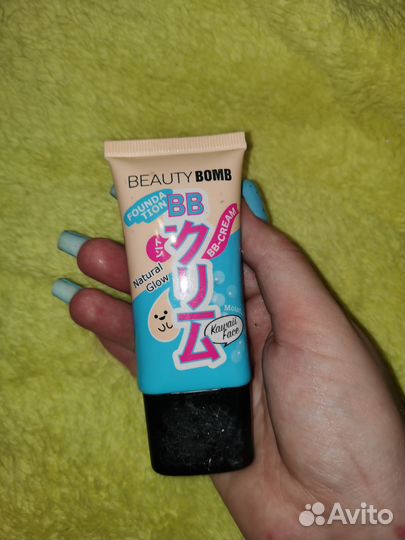 BEAUTY BOMB
FOUNDA
TION
BB
クリーム
BB-CREAM
Natural
Glow
Kawaii
Face
Avito